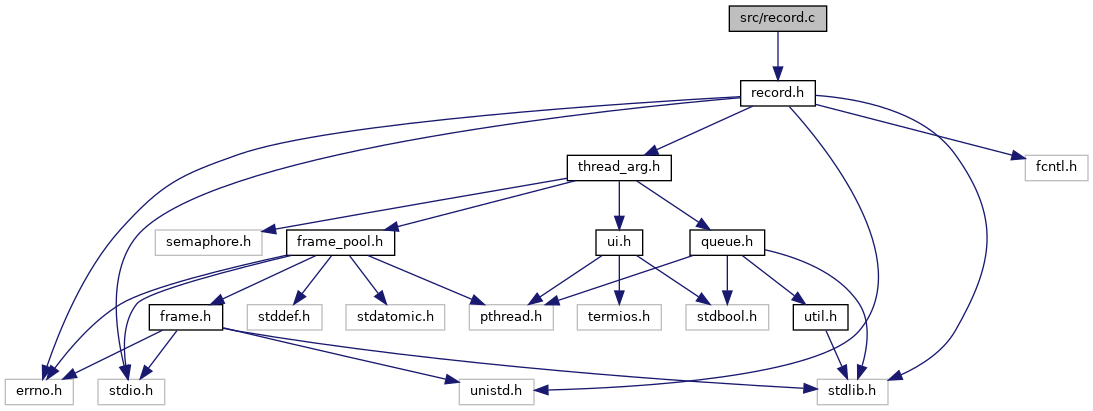 src/record.c
record.h
thread_arg.h
fcntl.h
semaphore.h
frame_pool.h
ui.h
queue.h
frame.h
stddef.h
stdatomic.h
pthread.h
termios.h
stdbool.h
util.h
errno.h
stdio.h
unistd.h
stdlib.h